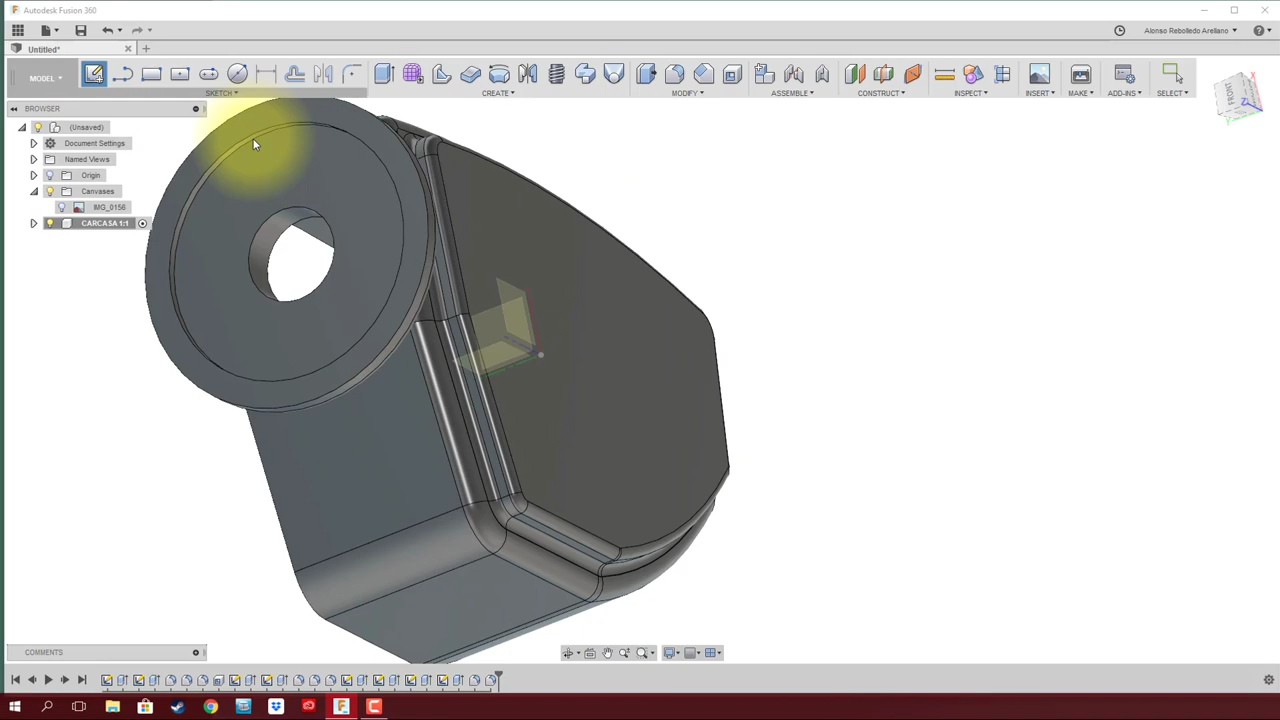 Autodesk Fusion 360
Alonso Rebolledo Arellano
Untitled*
MODEL
SKETCH
CREATE
MODIFY
ASSEMBLE
CONSTRUCT
INSPECT
INSERT
MAKE
ADD-INS
SELECT
FRONT
BROWSER
(Unsaved)
Document Settings
Named Views
Origin
Canvases
IMG_0156
CARCASA 1:1
COMMENTS